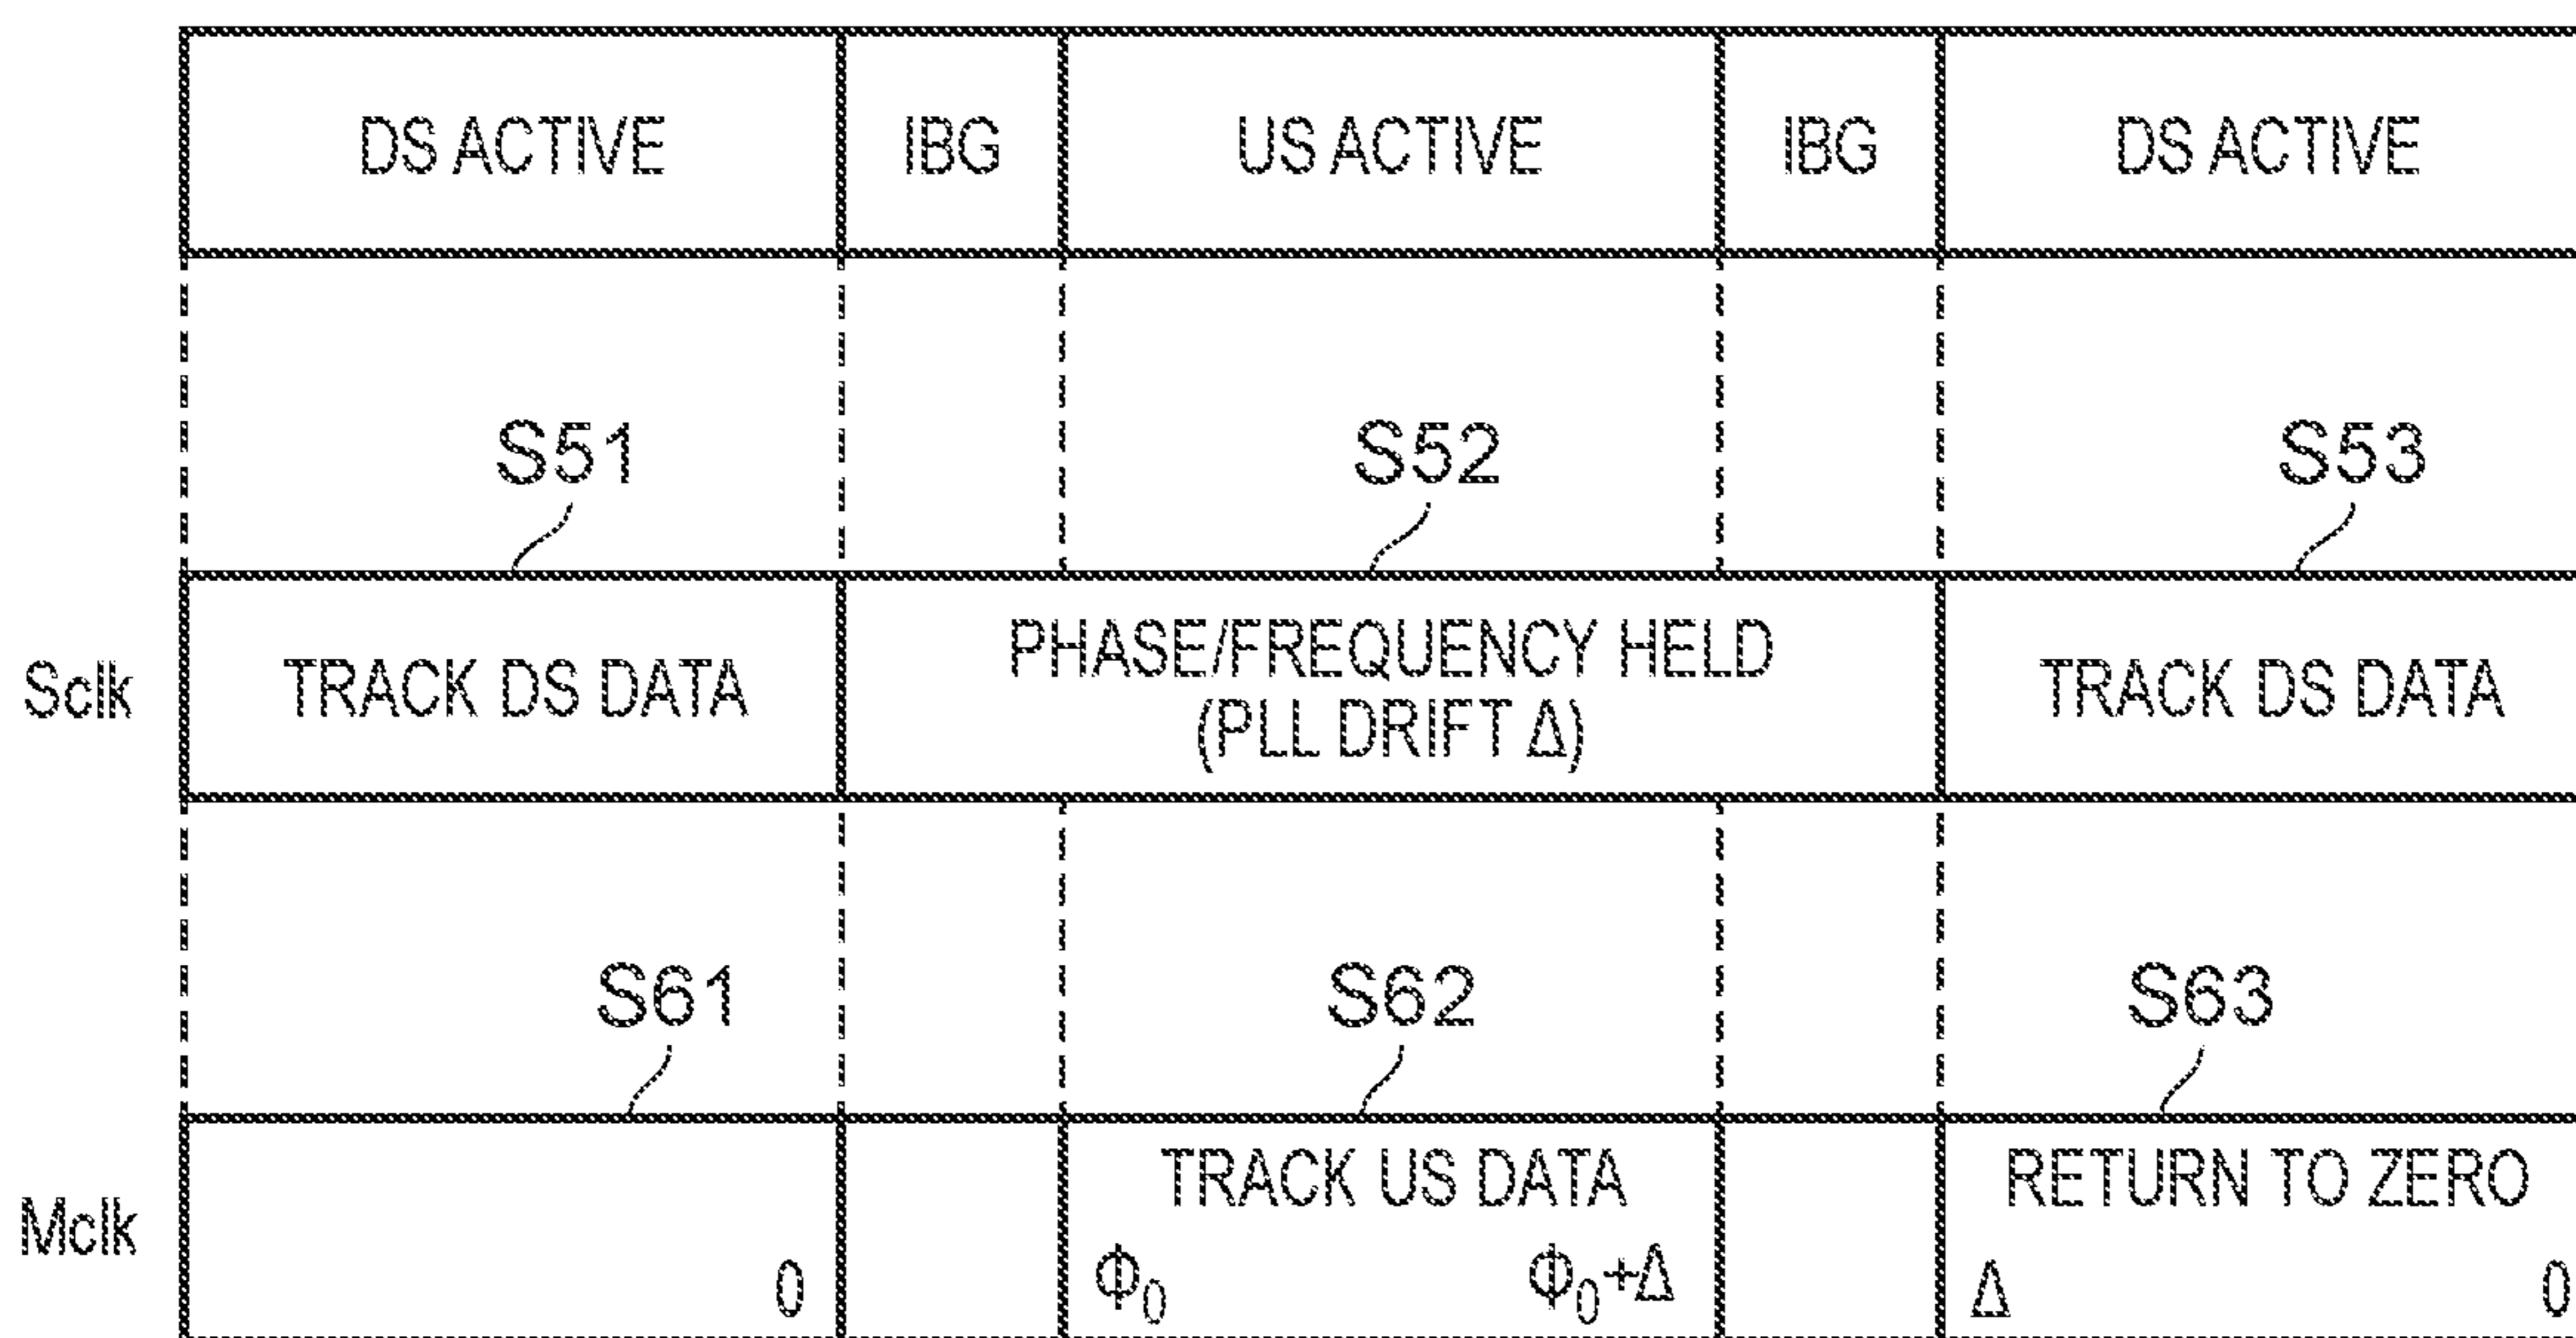 DS ACTIVE IBG US ACTIVE IBG DS ACTIVE
S51 S52 S53
Sclk TRACK DS DATA PHASE/FREQUENCY HELD
(PLL DRIFT Δ) TRACK DS DATA
S61 S62 S63
Mclk TRACK US DATA RETURN TO ZERO
0 Φ₀ Φ₀+Δ Δ 0